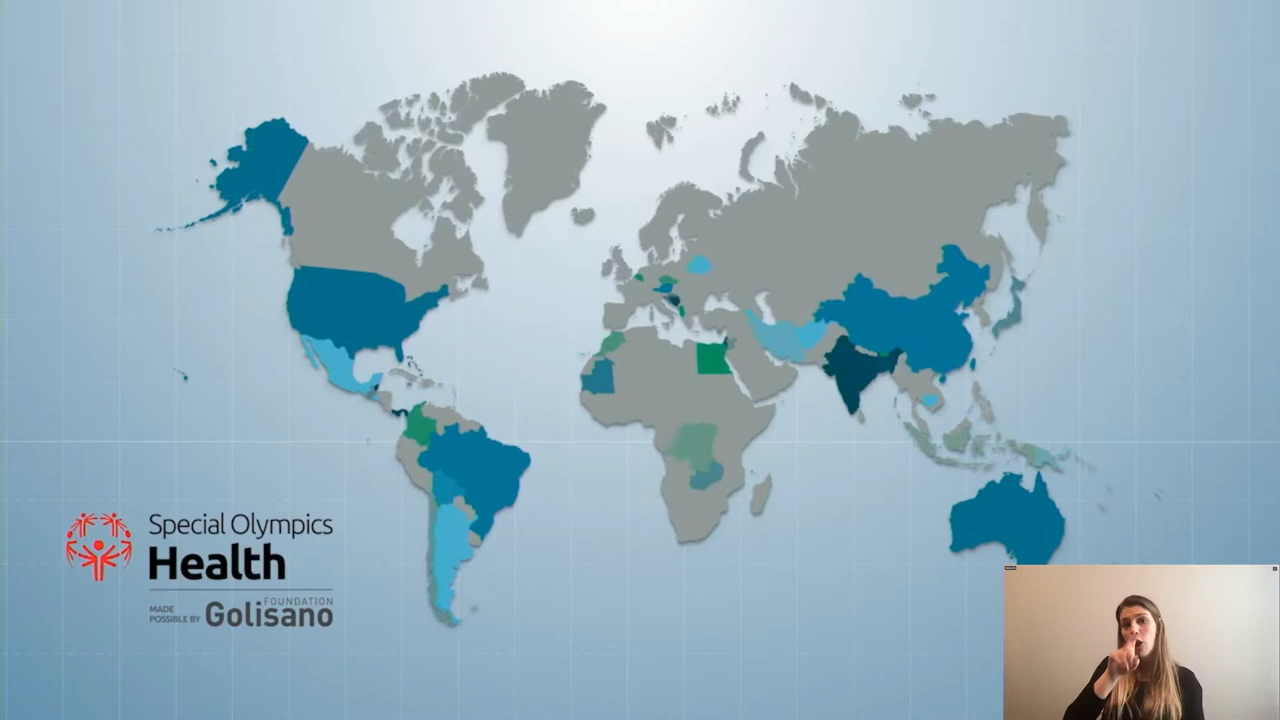 Special Olympics
Health
MADE
POSSIBLE BY
FOUNDATION
Golisano